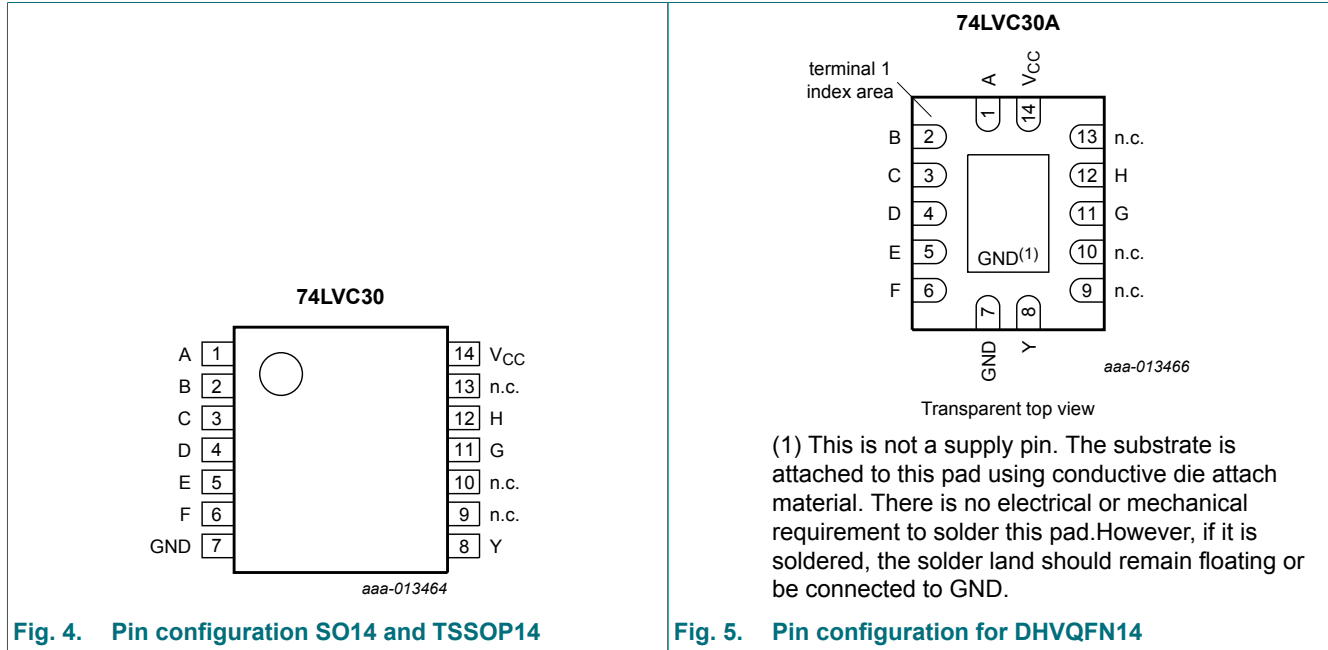 74LVC30
A 1
B 2
C 3
D 4
E 5
F 6
GND 7
14 VCC
13 n.c.
12 H
11 G
10 n.c.
9 n.c.
8 Y
aaa-013464
Fig. 4. Pin configuration SO14 and TSSOP14
74LVC30A
terminal 1
index area
A VCC
1 14
B 2
C 3
D 4
E 5
F 6
13 n.c.
12 H
11 G
10 n.c.
9 n.c.
GND(1)
7 8
GND Y
aaa-013466
Transparent top view
(1) This is not a supply pin. The substrate is
attached to this pad using conductive die attach
material. There is no electrical or mechanical
requirement to solder this pad.However, if it is
soldered, the solder land should remain floating or
be connected to GND.
Fig. 5. Pin configuration for DHVQFN14